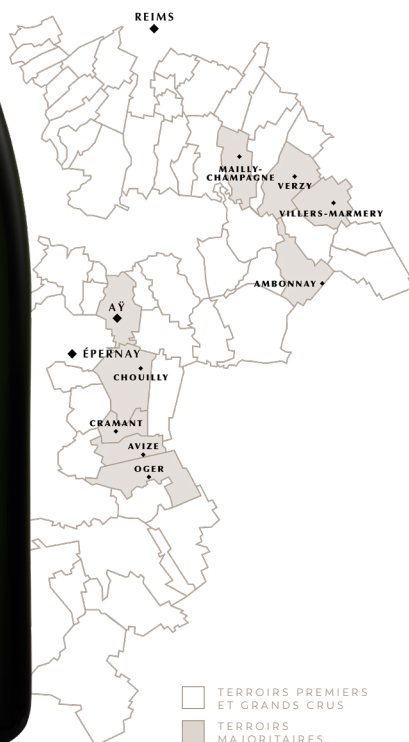 REIMS
MAILLY-
CHAMPAGNE
VERZY
VILLERS-MARMERY
AMBONNAY
AŸ
ÉPERNAY
CHOUILLY
CRAMANT
AVIZE
OGER
TERROIRS PREMIERS
ET GRANDS CRUS
TERROIRS
MAJORITAIRES